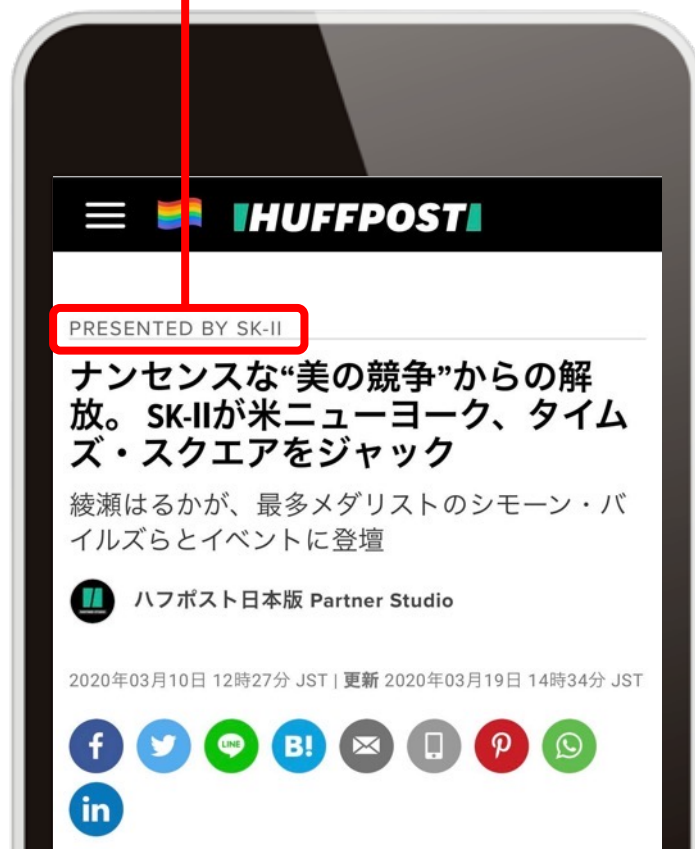 HUFFPOST
PRESENTED BY SK-II
ナンセンスな“美の競争”からの解
放。 SK-IIが米ニューヨーク、タイム
ズ・スクエアをジャック
綾瀬はるかが、最多メダリストのシモーン・バ
イルズらとイベントに登壇
ハフポスト日本版 Partner Studio
2020年03月10日 12時27分 JST | 更新 2020年03月19日 14時34分 JST
f LINE B! in